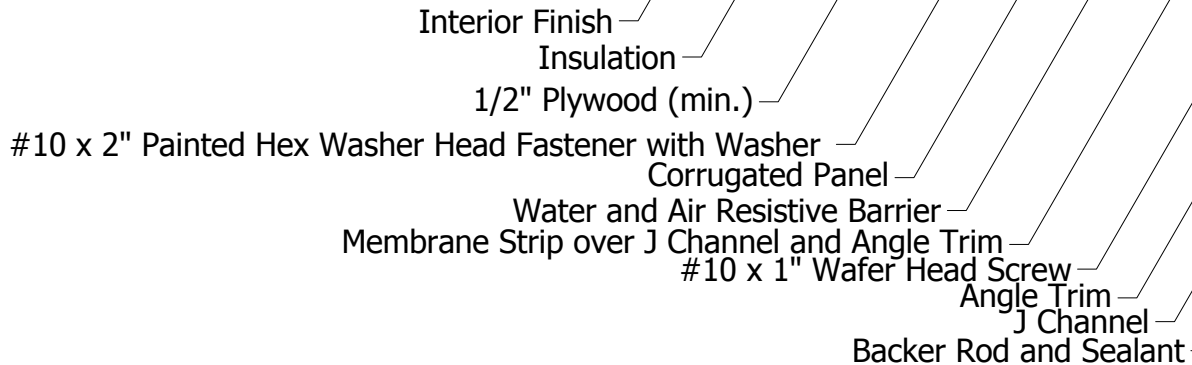 Interior Finish
Insulation
1/2" Plywood (min.)
#10 x 2" Painted Hex Washer Head Fastener with Washer
Corrugated Panel
Water and Air Resistive Barrier
Membrane Strip over J Channel and Angle Trim
#10 x 1" Wafer Head Screw
Angle Trim
J Channel
Backer Rod and Sealant